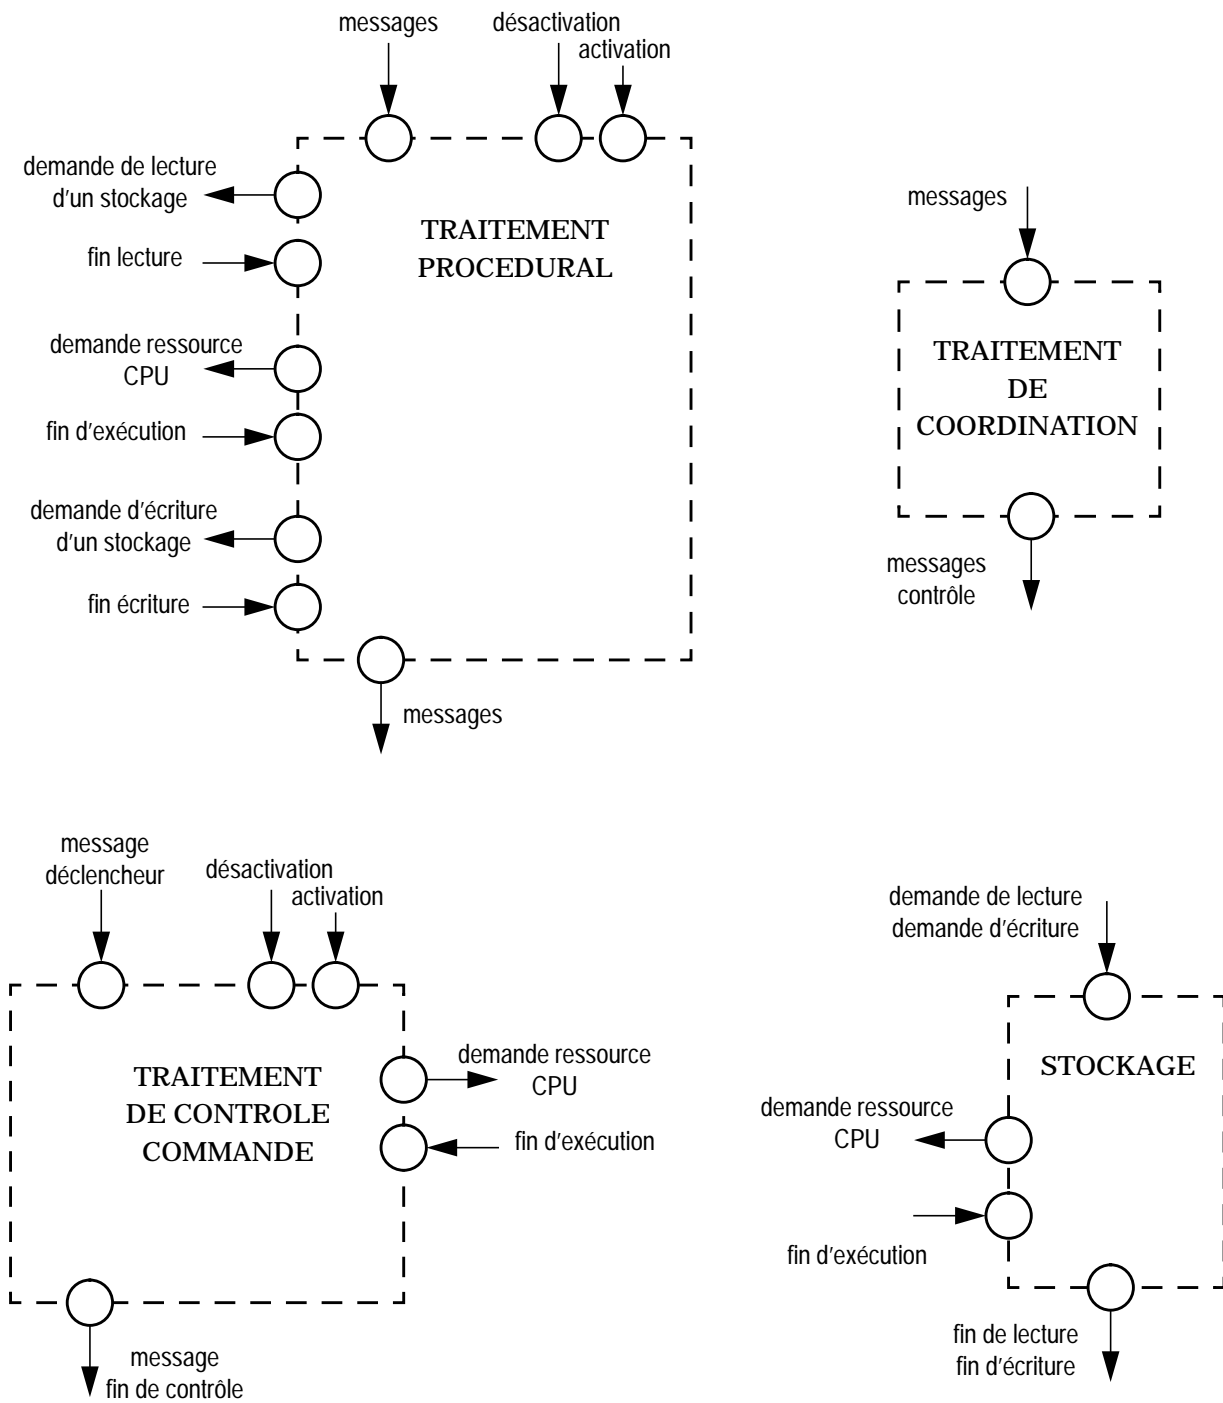 messages
désactivation
activation
demande de lecture
d'un stockage
fin lecture
demande ressource
CPU
fin d'exécution
demande d'écriture
d'un stockage
fin écriture
TRAITEMENT
PROCEDURAL
messages
messages
TRAITEMENT
DE
COORDINATION
messages
contrôle
message
déclencheur
désactivation
activation
TRAITEMENT
DE CONTROLE
COMMANDE
demande ressource
CPU
fin d'exécution
message
fin de contrôle
demande de lecture
demande d'écriture
STOCKAGE
demande ressource
CPU
fin d'exécution
fin de lecture
fin d'écriture